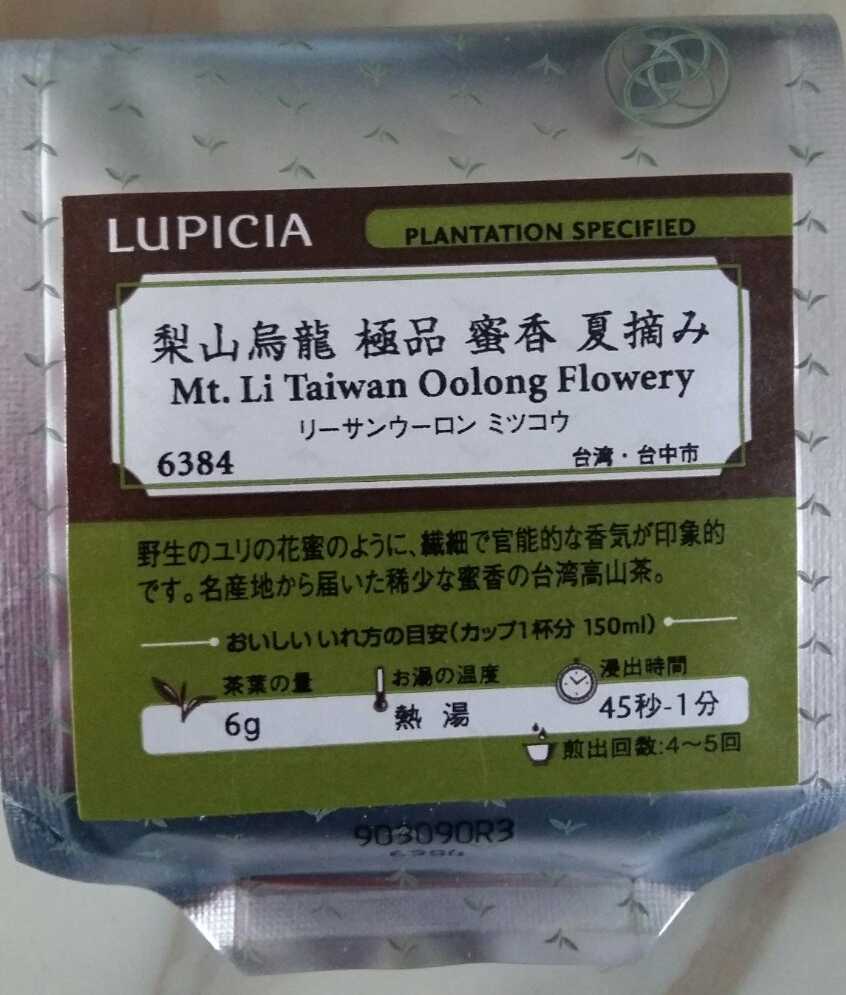 LUPICIA
PLANTATION SPECIFIED
梨山烏龍 極品 蜜香 夏摘み
Mt. Li Taiwan Oolong Flowery
リーサンウーロン ミツコウ
6384
台湾・台中市
野生のユリの花蜜のように、繊細で官能的な香気が印象的
です。名産地から届いた稀少な蜜香の台湾高山茶。
おいしいいれ方の目安(カップ1杯分 150ml)
茶葉の量
お湯の温度
浸出時間
6g
熱湯
45秒-1分
煎出回数:4〜5回
903090R3
6384